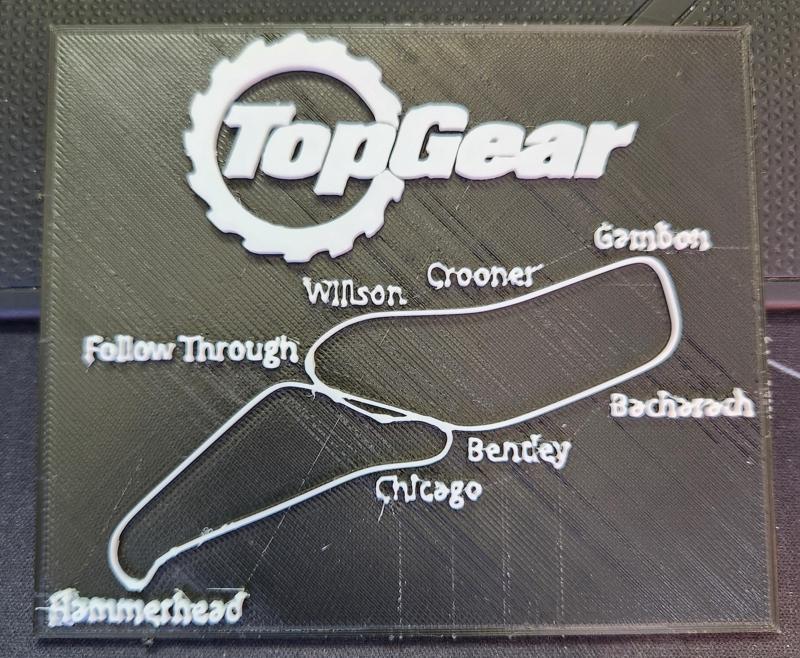 TopGear
Gambon
Crooner
Willson
Follow Through
Bacharach
Bentley
Chicago
Hammerhead